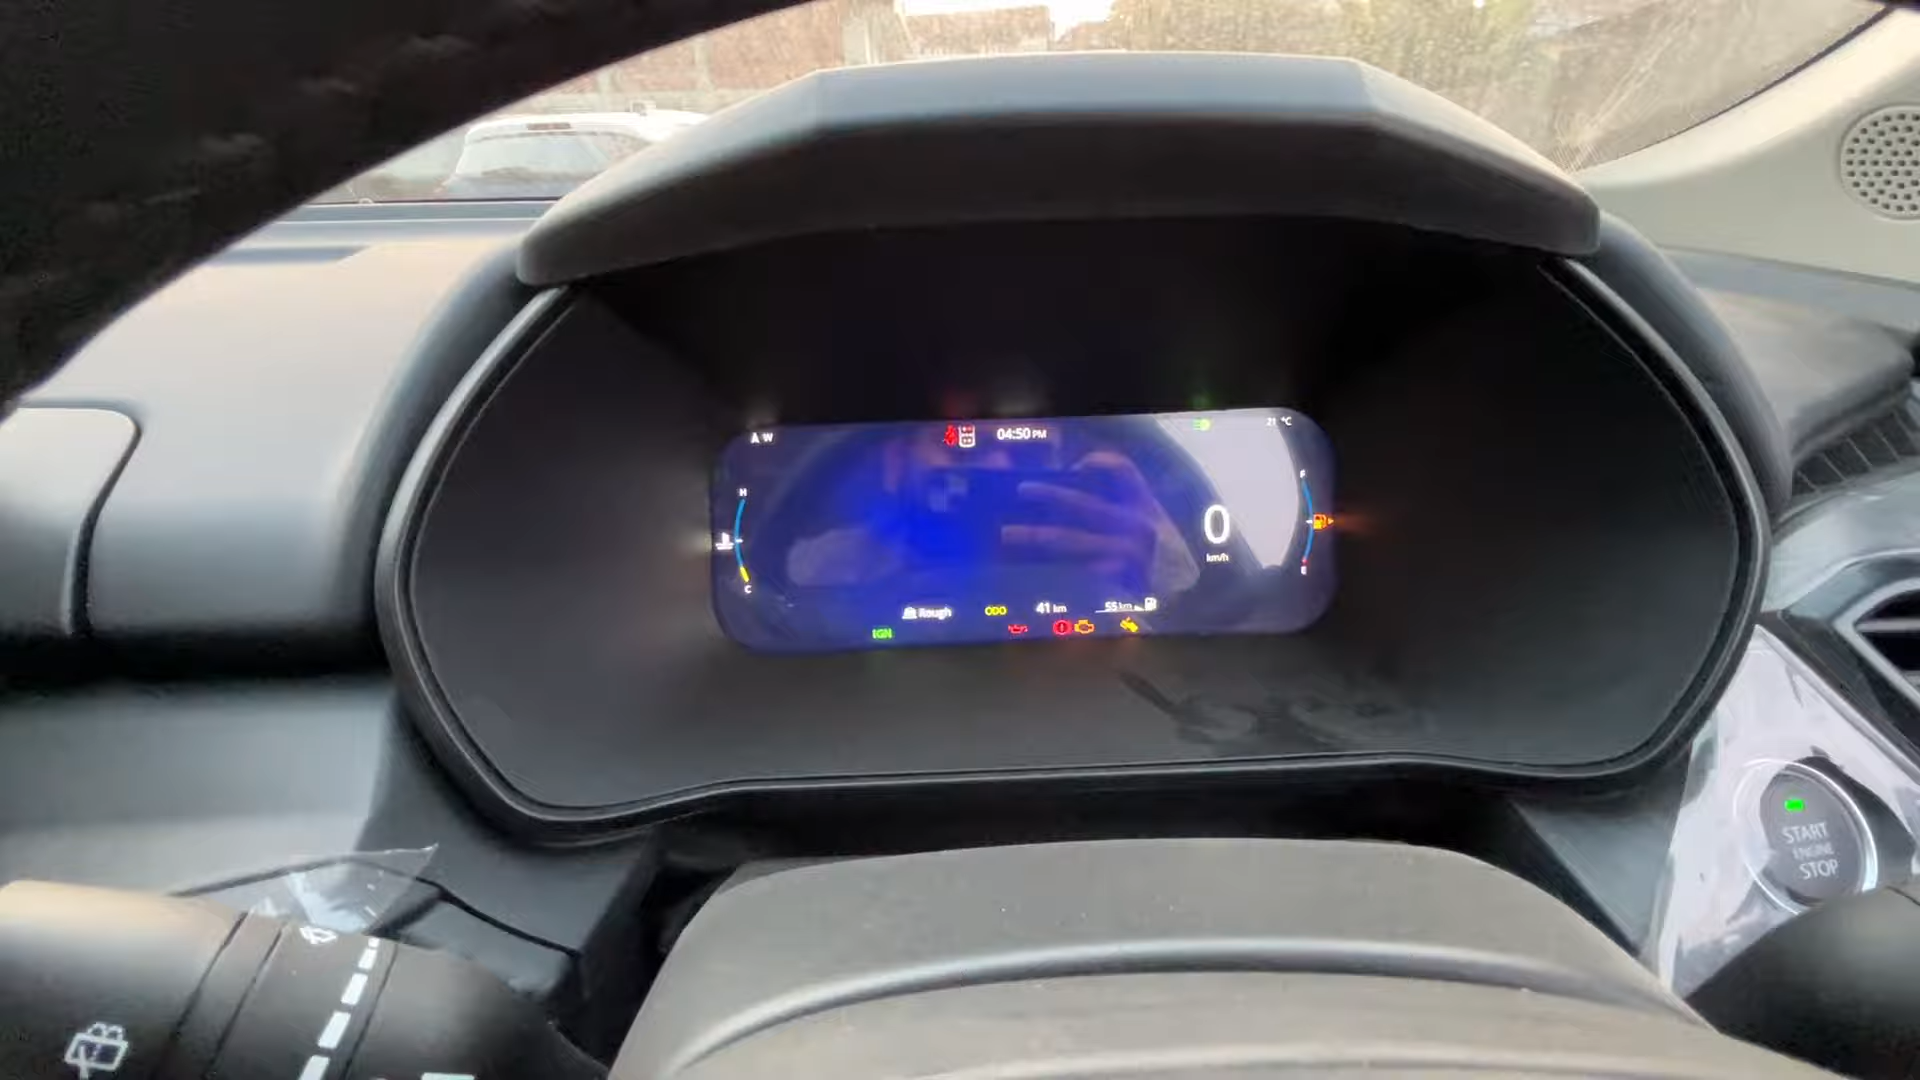 A W
04:50 PM
21 °C
H
F
0
km/h
C
E
Rough
ODO
41 km
55 km
IGN
START
ENGINE
STOP